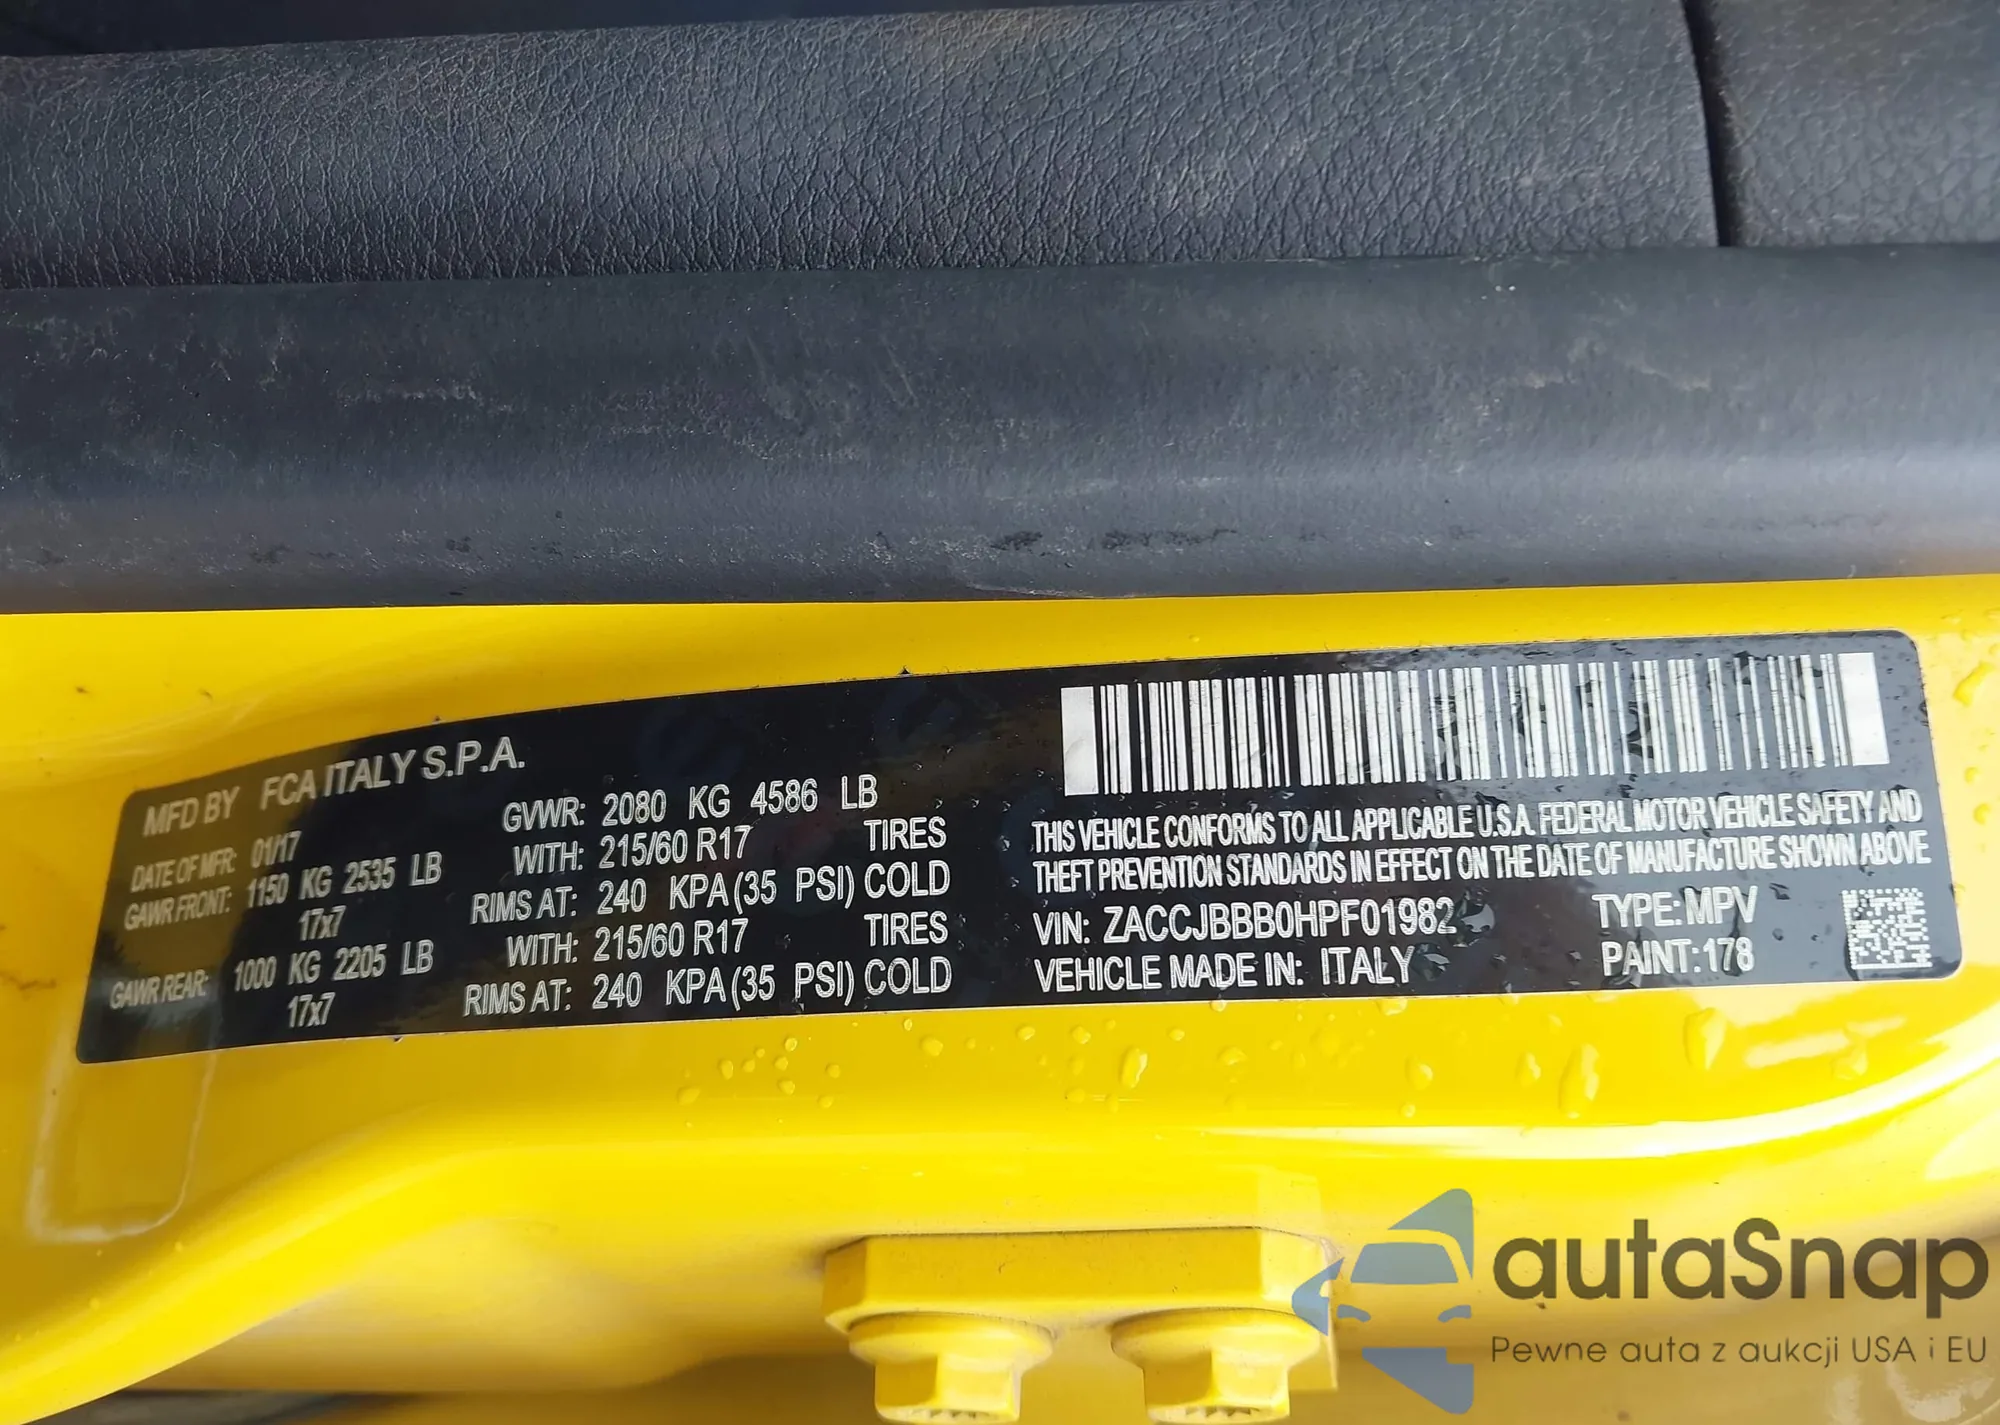 MFD BY FCA ITALY S.P.A.
DATE OF MFR: 01/17 GVWR: 2080 KG 4586 LB
GAWR FRONT: 1150 KG 2535 LB WITH: 215/60 R17 TIRES
17x7 RIMS AT: 240 KPA (35 PSI) COLD
GAWR REAR: 1000 KG 2205 LB WITH: 215/60 R17 TIRES
17x7 RIMS AT: 240 KPA (35 PSI) COLD
THIS VEHICLE CONFORMS TO ALL APPLICABLE U.S.A. FEDERAL MOTOR VEHICLE SAFETY AND
THEFT PREVENTION STANDARDS IN EFFECT ON THE DATE OF MANUFACTURE SHOWN ABOVE
VIN: ZACCJBBB0HPF01982 TYPE: MPV
VEHICLE MADE IN: ITALY PAINT: 178
autaSnap
Pewne auta z aukcji USA i EU